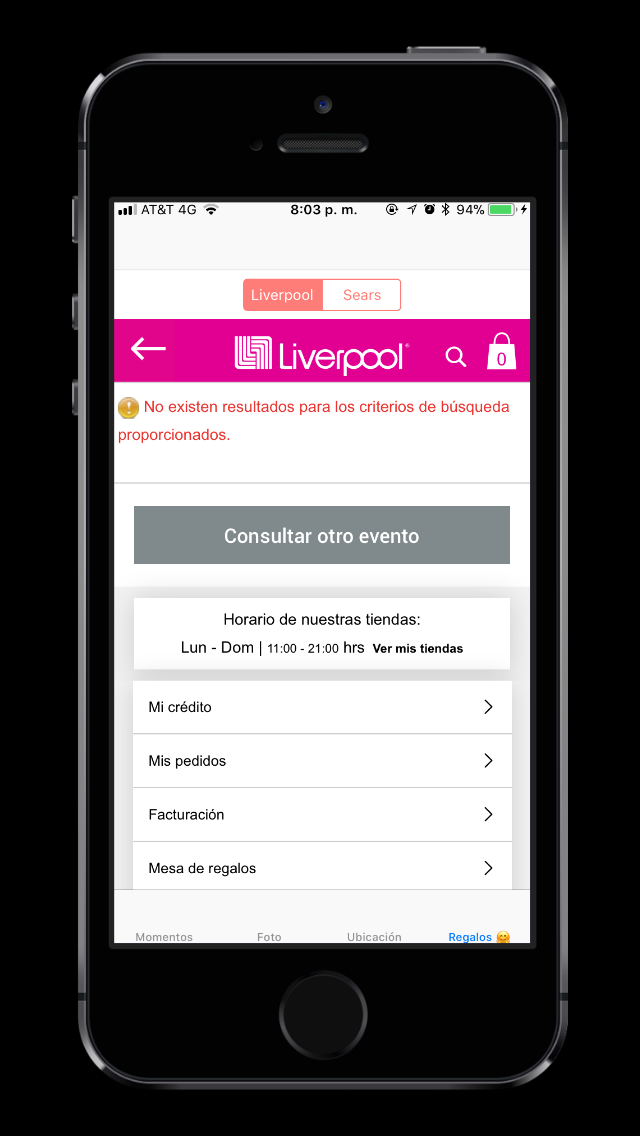 AT&T 4G 8:03 p. m. 94%
Liverpool Sears
Liverpool 0
No existen resultados para los criterios de búsqueda
proporcionados.
Consultar otro evento
Horario de nuestras tiendas:
Lun - Dom | 11:00 - 21:00 hrs Ver mis tiendas
Mi crédito
Mis pedidos
Facturación
Mesa de regalos
Momentos Foto Ubicación Regalos 🤗